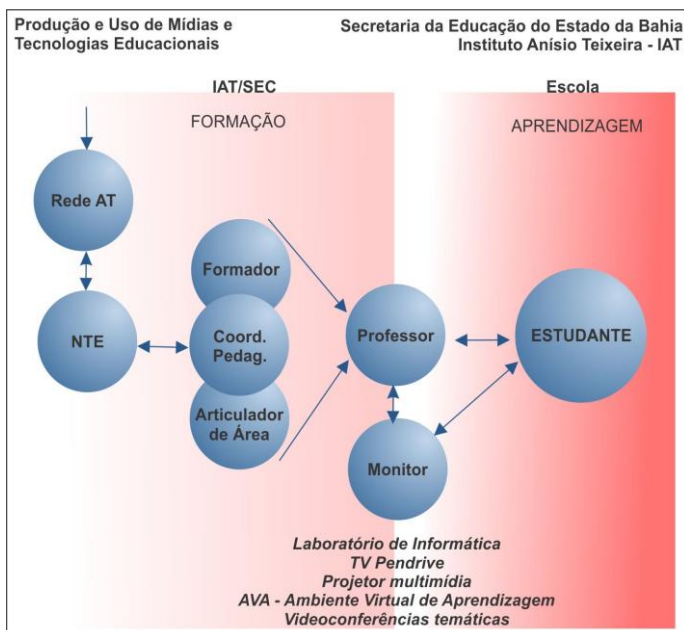 Produção e Uso de Mídias e
Tecnologias Educacionais
Secretaria da Educação do Estado da Bahia
Instituto Anísio Teixeira - IAT
IAT/SEC
FORMAÇÃO
Escola
APRENDIZAGEM
Rede AT
NTE
Formador
Coord.
Pedag.
Articulador
de Área
Professor
Monitor
ESTUDANTE
Laboratório de Informática
TV Pendrive
Projetor multimídia
AVA - Ambiente Virtual de Aprendizagem
Videoconferências temáticas